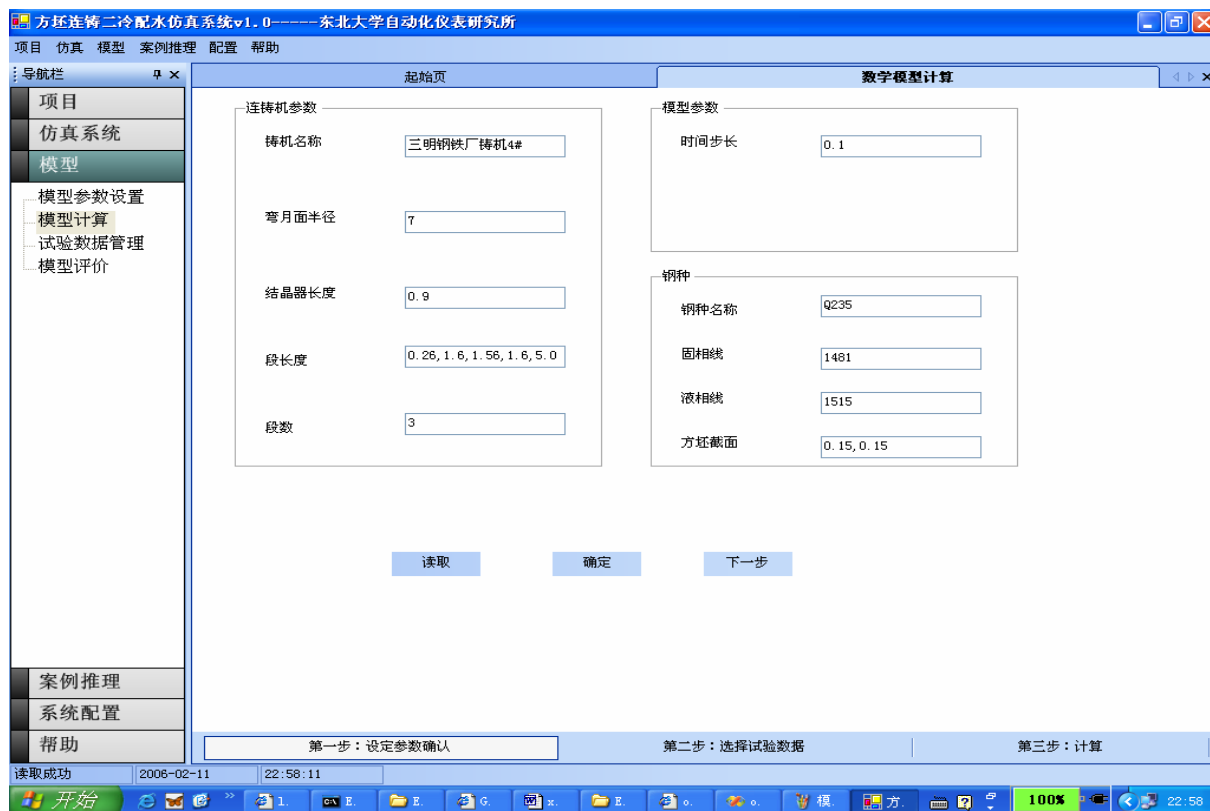 方坯连铸二冷配水仿真系统v1.0-----东北大学自动化仪表研究所
项目 仿真 模型 案例推理 配置 帮助
导航栏
起始页
数学模型计算
项目
仿真系统
模型
模型参数设置
模型计算
试验数据管理
模型评价
连铸机参数
铸机名称
三明钢铁厂铸机4#
弯月面半径
7
结晶器长度
0.9
段长度
0.26,1.6,1.56,1.6,5.0
段数
3
模型参数
时间步长
0.1
钢种
钢种名称
Q235
固相线
1481
液相线
1515
方坯截面
0.15,0.15
读取 确定 下一步
案例推理
系统配置
帮助
第一步：设定参数确认 第二步：选择试验数据 第三步：计算
读取成功 2006-02-11 22:58:11
开始 1. E. E. G. x. E. o. o. 模. 方. 100% 22:58